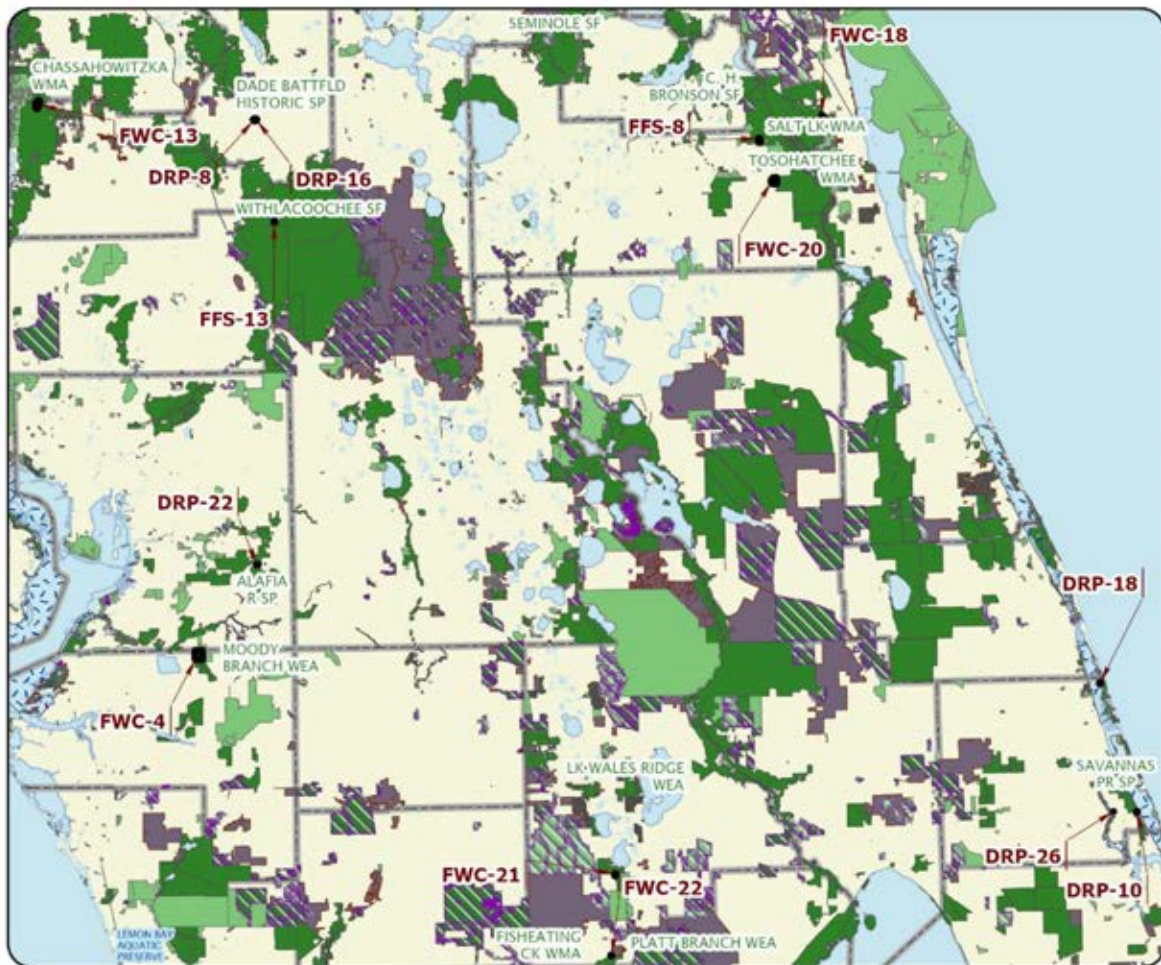 SEMINOLE SF
FWC-18
CHASSAHOWITZKA
WMA
DADE BATTFLD
HISTORIC SP
C. H.
BRONSON SF
FWC-13
FFS-8
SALT LK WMA
TOSOHATCHEE
WMA
DRP-8
DRP-16
WITHLACOOCHEE SF
FWC-20
FFS-13
DRP-22
ALAFIA
R SP
DRP-18
MOODY
BRANCH WEA
FWC-4
LK WALES RIDGE
WEA
SAVANNAS
PR SP
DRP-26
FWC-21
FWC-22
DRP-10
LEMON BAY
AQUATIC
PRESERVE
FISHEATING
CK WMA
PLATT BRANCH WEA